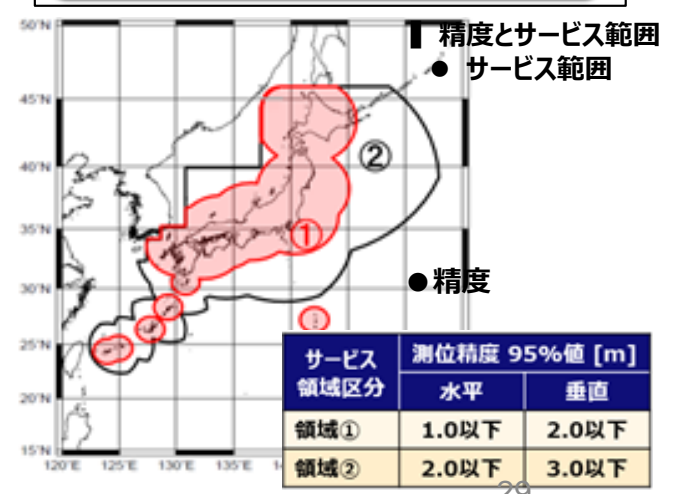 精度とサービス範囲
● サービス範囲
50°N
45°N
40°N
35°N
30°N
25°N
20°N
15°N
120°E 125°E 130°E 135°E
①
②
●精度
サービス領域区分 測位精度 95%値 [m]
水平 垂直
領域① 1.0以下 2.0以下
領域② 2.0以下 3.0以下
29